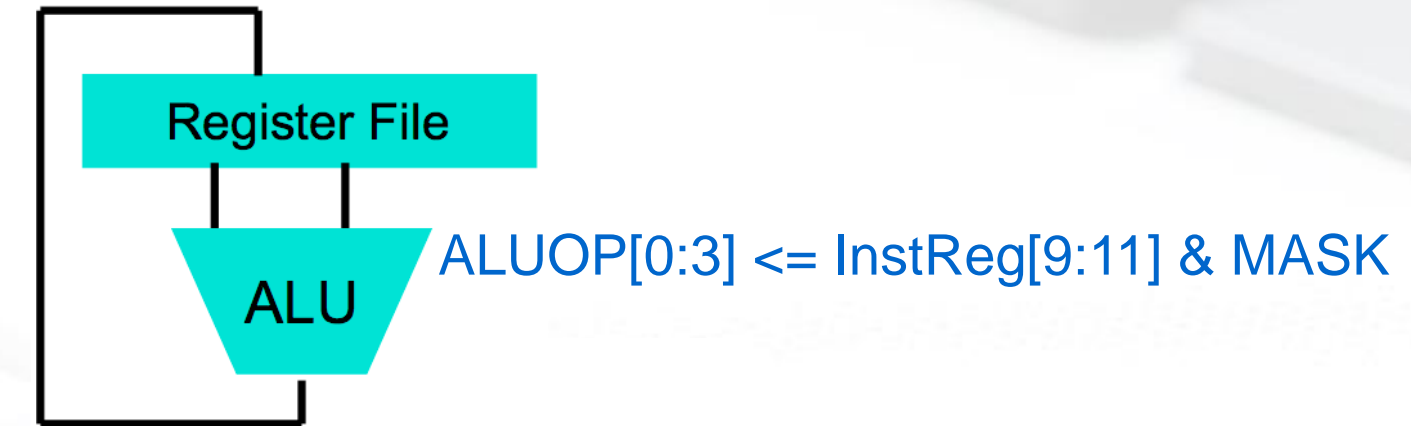 Register File
ALUOP[0:3] <= InstReg[9:11] & MASK
ALU